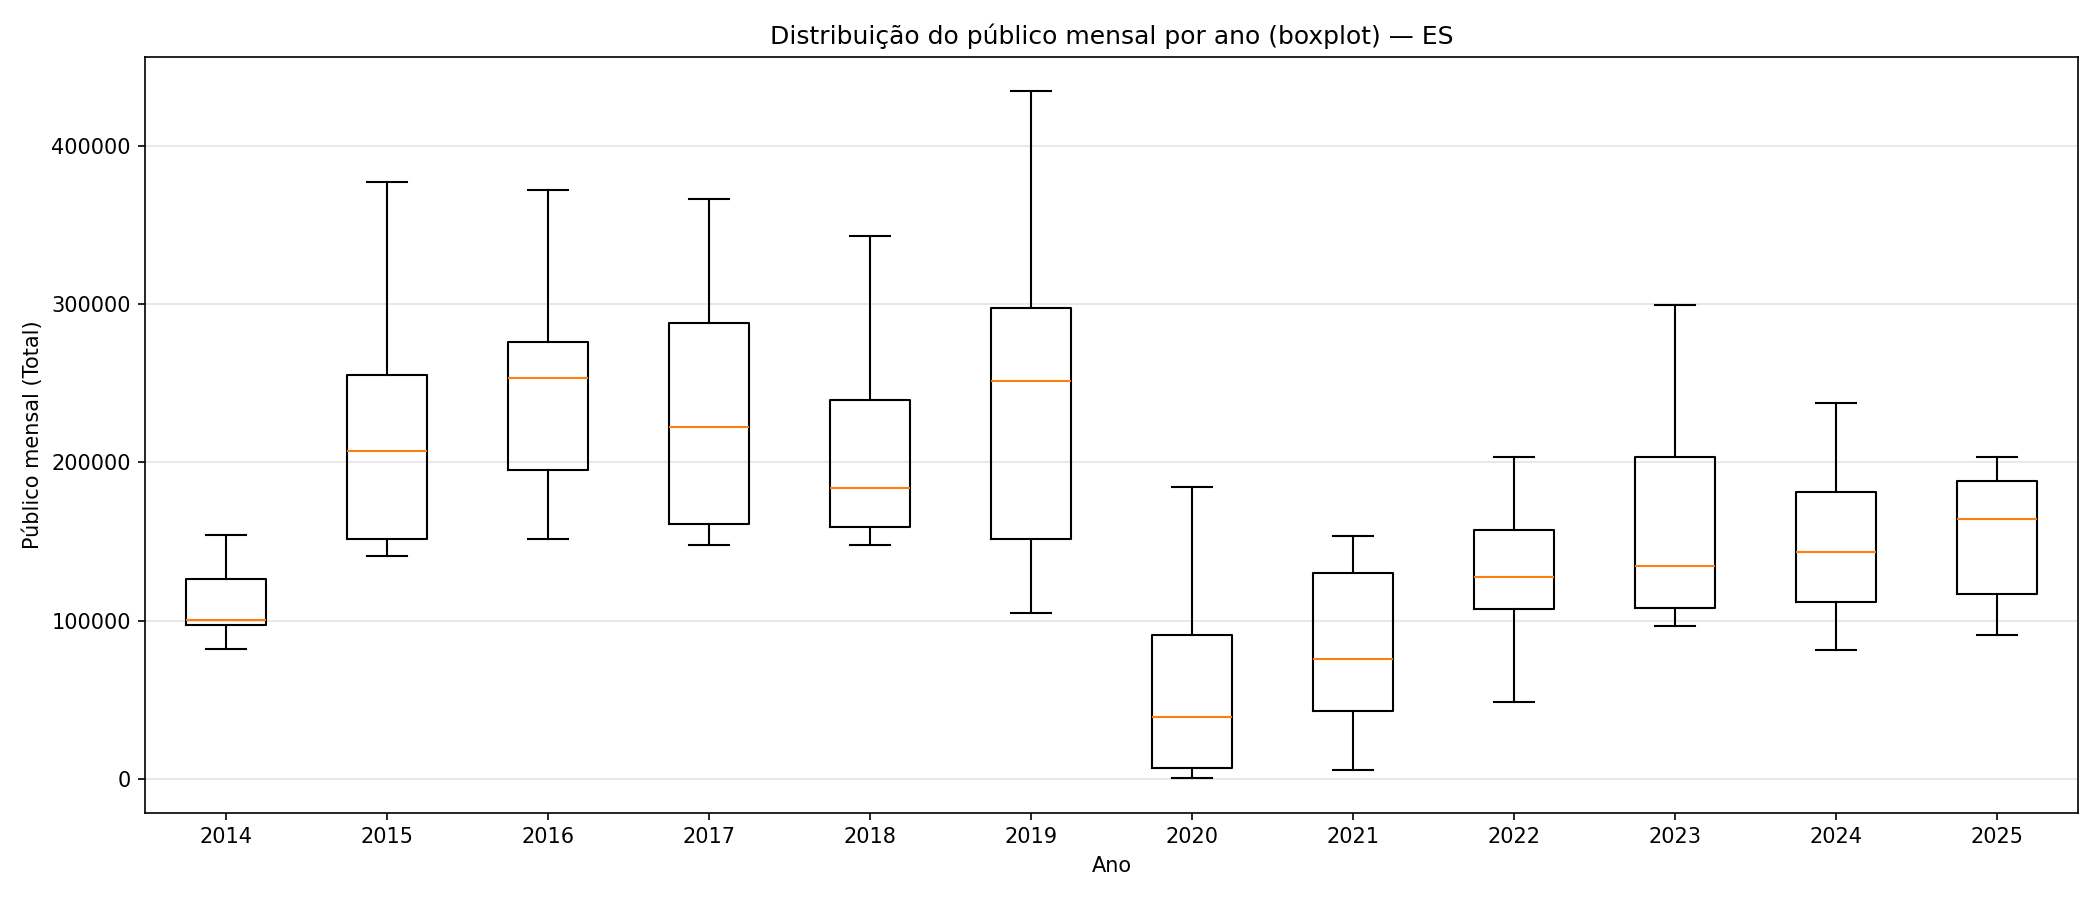 Distribuição do público mensal por ano (boxplot) — ES
Público mensal (Total)
400000
300000
200000
100000
0
2014 2015 2016 2017 2018 2019 2020 2021 2022 2023 2024 2025
Ano